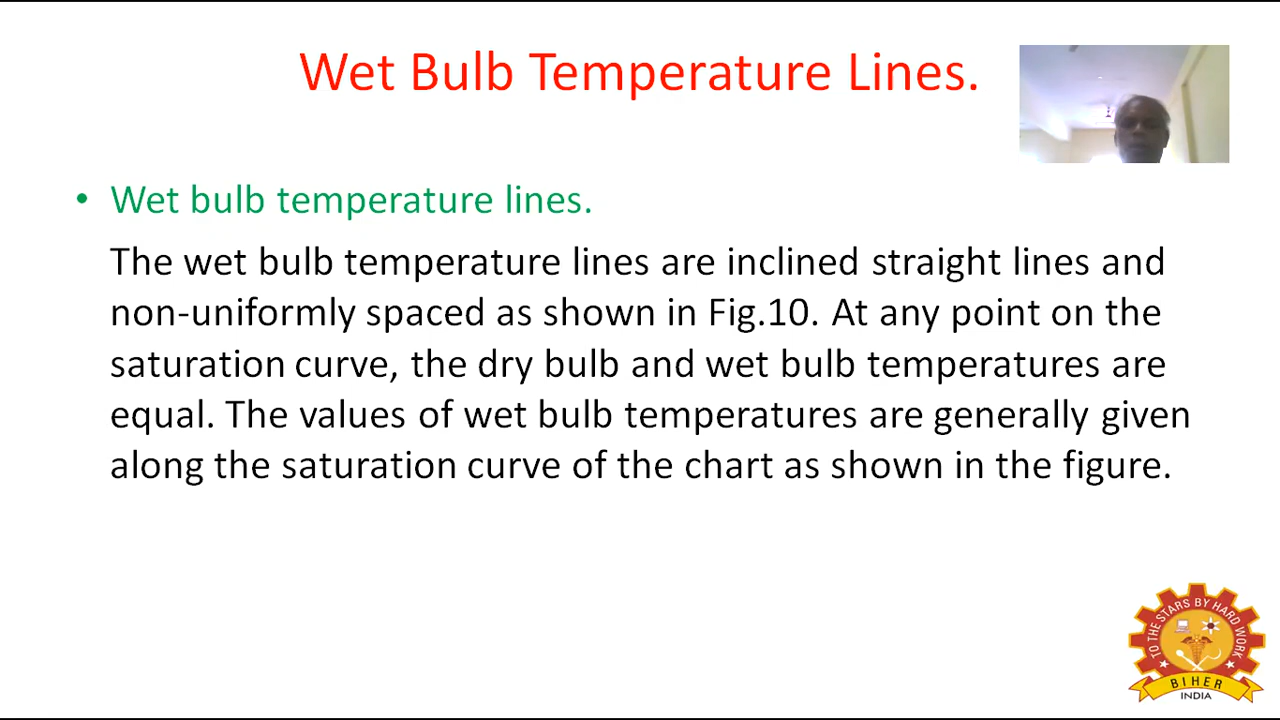 Wet Bulb Temperature Lines.
• Wet bulb temperature lines.
The wet bulb temperature lines are inclined straight lines and
non-uniformly spaced as shown in Fig.10. At any point on the
saturation curve, the dry bulb and wet bulb temperatures are
equal. The values of wet bulb temperatures are generally given
along the saturation curve of the chart as shown in the figure.
TO THE STARS BY HARD WORK
BIHER
INDIA